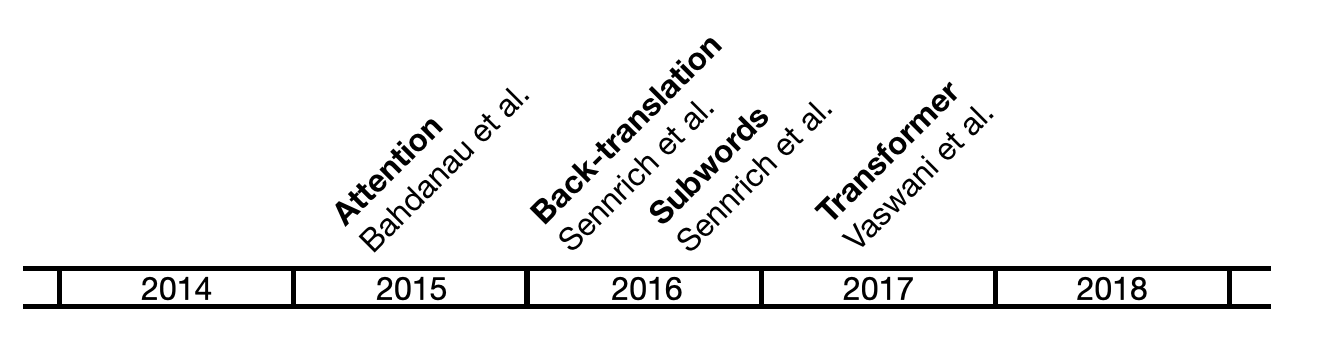 Attention
Bahdanau et al.
Back-translation
Sennrich et al.
Subwords
Sennrich et al.
Transformer
Vaswani et al.
2014
2015
2016
2017
2018